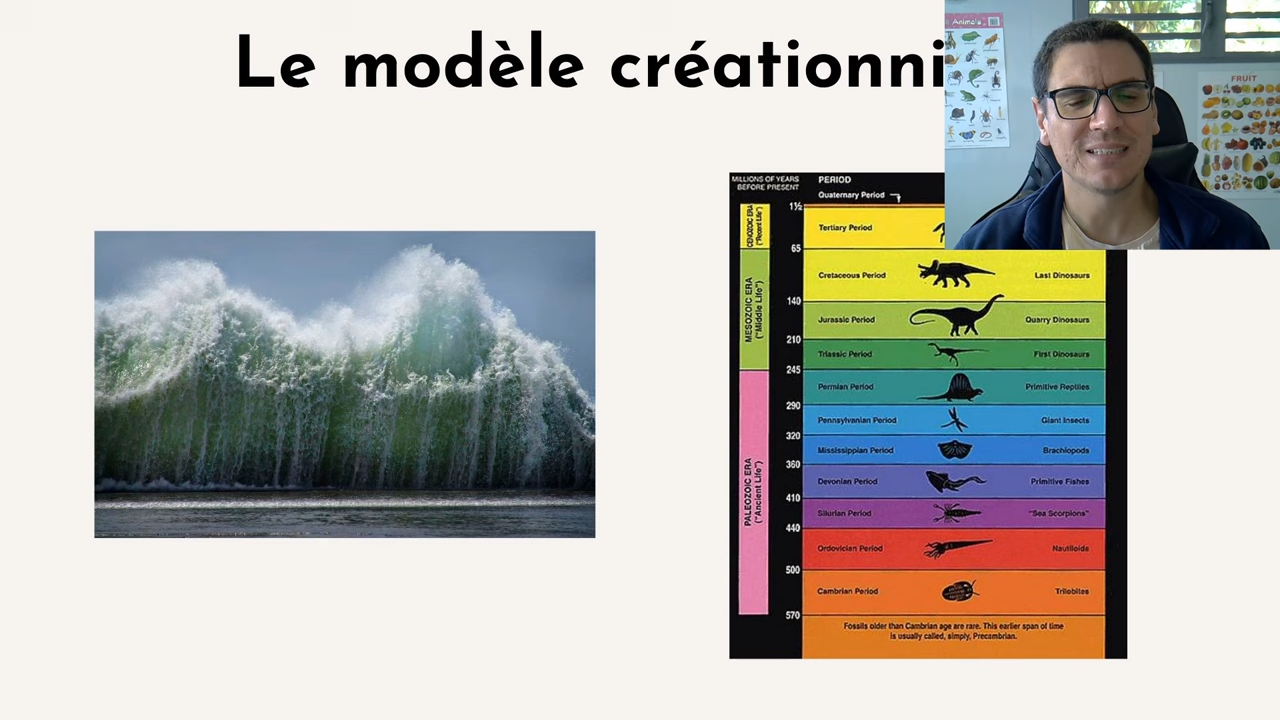 Le modèle créationni
Animals
FRUIT
MILLIONS OF YEARS
BEFORE PRESENT
PERIOD
Quaternary Period
1½
CENOZOIC ERA
("Recent Life")
Tertiary Period
65
MESOZOIC ERA
("Middle Life")
Cretaceous Period
Last Dinosaurs
140
Jurassic Period
Quarry Dinosaurs
210
Triassic Period
First Dinosaurs
245
PALEOZOIC ERA
("Ancient Life")
Permian Period
Primitive Reptiles
290
Pennsylvanian Period
Giant Insects
320
Mississippian Period
Brachiopods
360
Devonian Period
Primitive Fishes
410
Silurian Period
"Sea Scorpions"
440
Ordovician Period
Nautiloids
500
Cambrian Period
Trilobites
570
Fossils older than Cambrian age are rare. This earlier span of time
is usually called, simply, Precambrian.